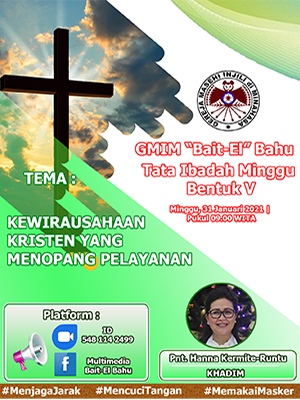 GEREJA MASEHI INJILI di MINAHASA
GMIM "Bait-El" Bahu
Tata Ibadah Minggu
Bentuk V
Minggu, 31 Januari 2021 |
Pukul 09.00 WITA
TEMA :
KEWIRAUSAHAAN
KRISTEN YANG
MENOPANG PELAYANAN
Platform :
ID
548 114 2499
Multimedia
Bait-El Bahu
Pnt. Hanna Kermite-Runtu
KHADIM
#MenjagaJarak #MencuciTangan #MemakaiMasker